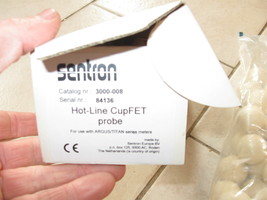 sentron
Catalog nr : 3000-008
Serial nr : 84136
Hot-Line CupFET
probe
For use with ARGUS/TITAN series meters
made by
Sentron Europe BV
The Netherlands (is country of origin)
CE